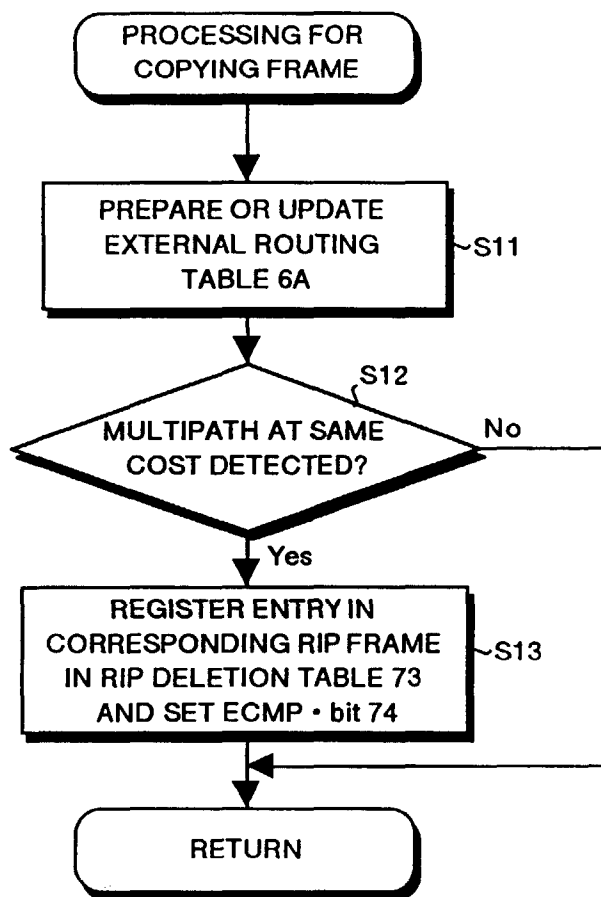 PROCESSING FOR
COPYING FRAME
PREPARE OR UPDATE
EXTERNAL ROUTING
TABLE 6A
S11
S12
MULTIPATH AT SAME
COST DETECTED?
No
Yes
REGISTER ENTRY IN
CORRESPONDING RIP FRAME
IN RIP DELETION TABLE 73
AND SET ECMP • bit 74
S13
RETURN